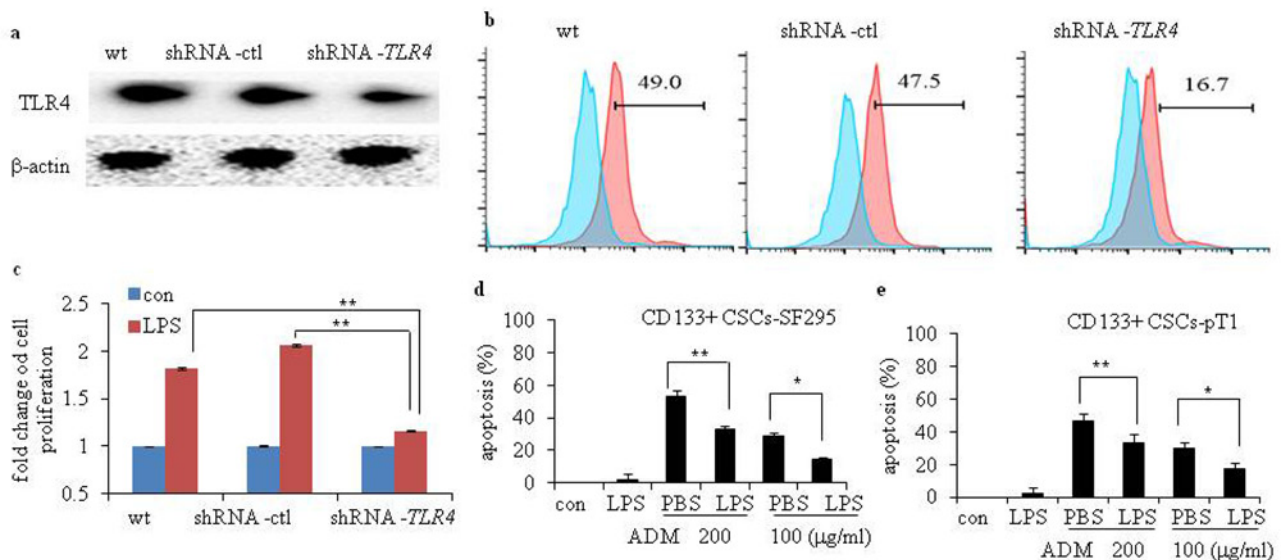 a
wt shRNA -ctl shRNA -TLR4
TLR4
β-actin
b
wt shRNA -ctl shRNA -TLR4
49.0 47.5 16.7
c
con
LPS
fold change od cell
proliferation
2.5
2
1.5
1
0.5
**
**
wt shRNA -ctl shRNA -TLR4
d
CD133+ CSCs-SF295
apoptosis (%)
100
80
60
40
20
0
**
*
con LPS PBS LPS PBS LPS
ADM 200 100 (µg/ml)
e
CD133+ CSCs-pT1
apoptosis (%)
100
80
60
40
20
0
**
*
con LPS PBS LPS PBS LPS
ADM 200 100 (µg/ml)